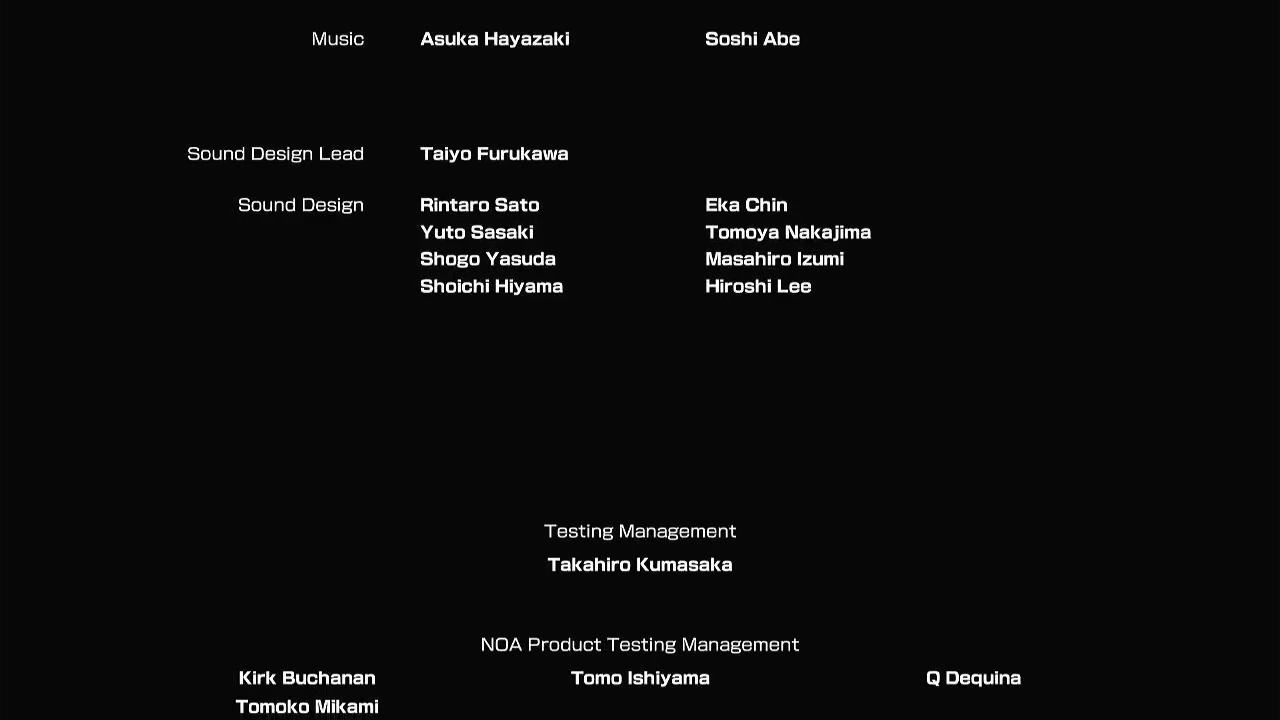 Music Asuka Hayazaki Soshi Abe
Sound Design Lead Taiyo Furukawa
Sound Design Rintaro Sato Eka Chin
Yuto Sasaki Tomoya Nakajima
Shogo Yasuda Masahiro Izumi
Shoichi Hiyama Hiroshi Lee
Testing Management
Takahiro Kumasaka
NOA Product Testing Management
Kirk Buchanan Tomo Ishiyama Q Dequina
Tomoko Mikami